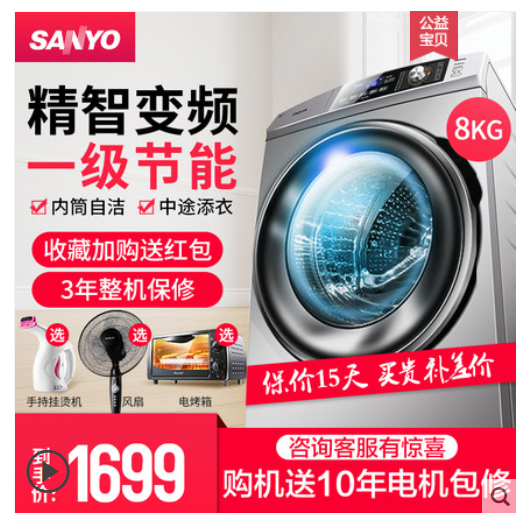 SANYO
公益
宝贝
精智变频
8KG
一级节能
内筒自洁 中途添衣
收藏加购送红包
3年整机保修
选 选 选
手持挂烫机 风扇 电烤箱
保价15天 买贵补差价
到手价:1699
咨询客服有惊喜
购机送10年电机包修